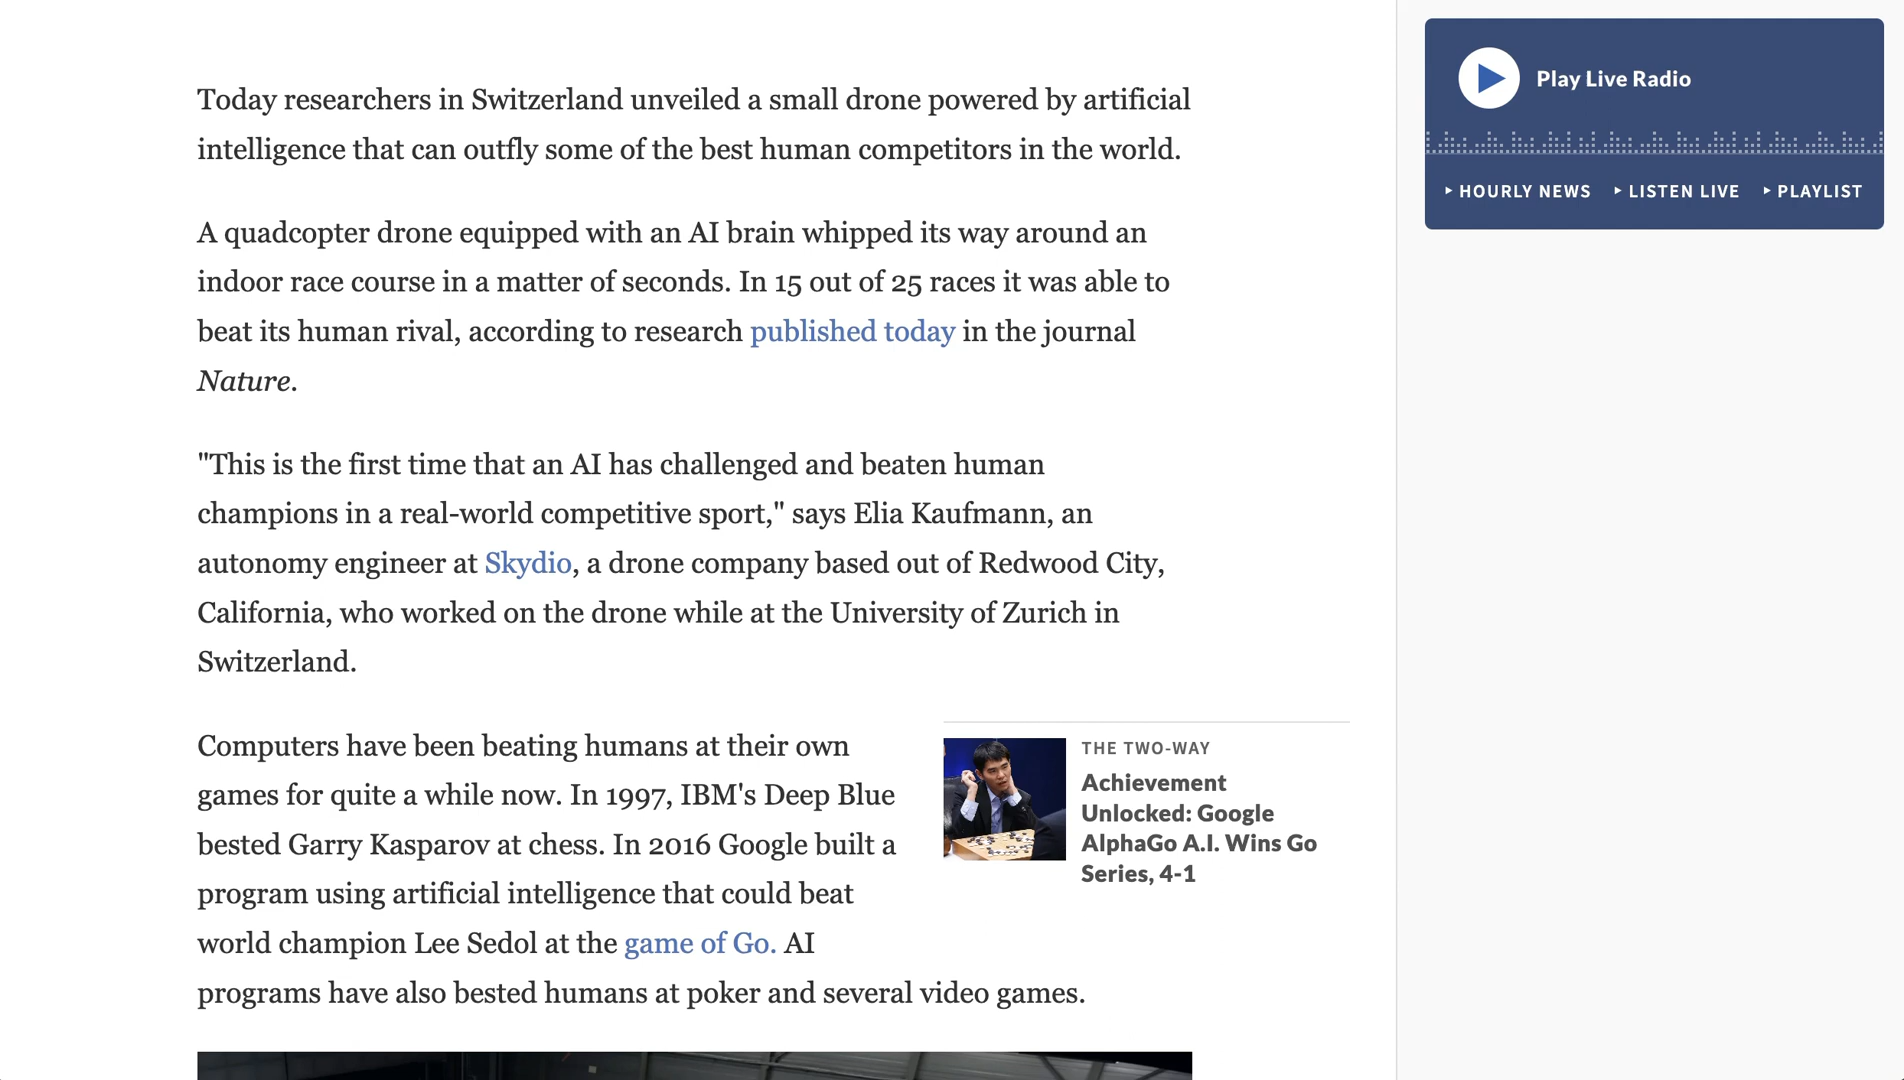 Today researchers in Switzerland unveiled a small drone powered by artificial
intelligence that can outfly some of the best human competitors in the world.
A quadcopter drone equipped with an AI brain whipped its way around an
indoor race course in a matter of seconds. In 15 out of 25 races it was able to
beat its human rival, according to research published today in the journal
Nature.
"This is the first time that an AI has challenged and beaten human
champions in a real-world competitive sport," says Elia Kaufmann, an
autonomy engineer at Skydio, a drone company based out of Redwood City,
California, who worked on the drone while at the University of Zurich in
Switzerland.
Computers have been beating humans at their own
games for quite a while now. In 1997, IBM's Deep Blue
bested Garry Kasparov at chess. In 2016 Google built a
program using artificial intelligence that could beat
world champion Lee Sedol at the game of Go. AI
programs have also bested humans at poker and several video games.
THE TWO-WAY
Achievement
Unlocked: Google
AlphaGo A.I. Wins Go
Series, 4-1
Play Live Radio
HOURLY NEWS
LISTEN LIVE
PLAYLIST